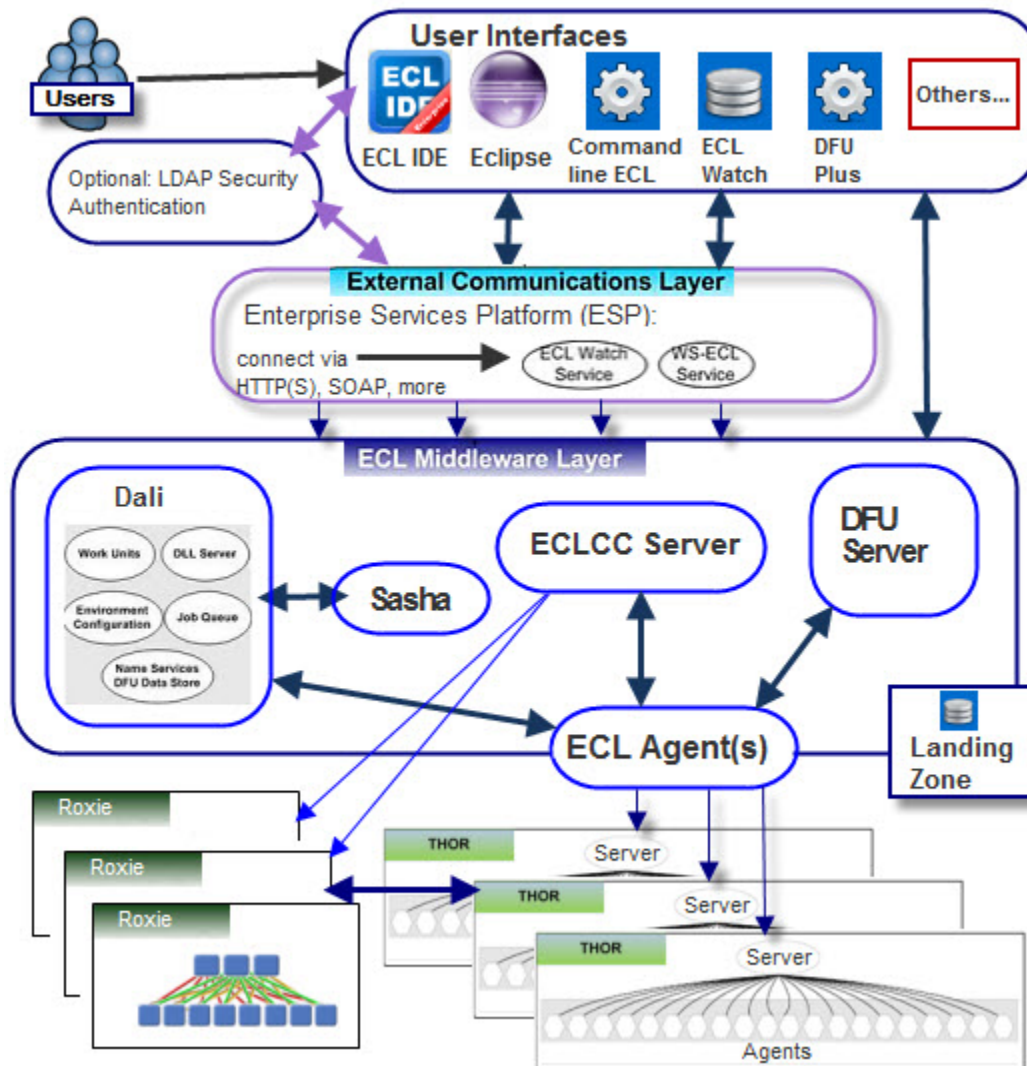 User Interfaces
Users
ECL
IDE
Enterprise
Others...
ECL IDE
Eclipse
Command
line ECL
ECL
Watch
DFU
Plus
Optional: LDAP Security
Authentication
External Communications Layer
Enterprise Services Platform (ESP):
connect via
HTTP(S), SOAP, more
ECL Watch
Service
WS-ECL
Service
ECL Middleware Layer
Dali
Work Units
DLL Server
Environment
Configuration
Job Queue
Name Services
DFU Data Store
Sasha
ECLCC Server
DFU
Server
ECL Agent(s)
Landing
Zone
Roxie
Roxie
Roxie
THOR
Server
THOR
Server
THOR
Server
Agents